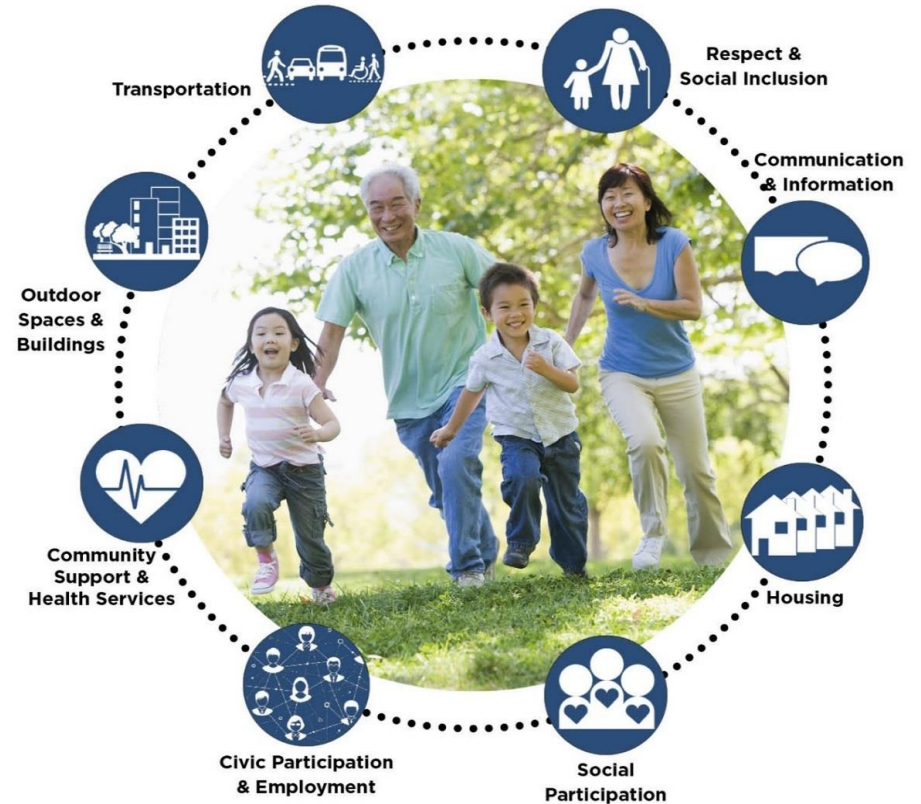 Transportation
Respect &
Social Inclusion
Communication
& Information
Housing
Social
Participation
Civic Participation
& Employment
Community
Support &
Health Services
Outdoor
Spaces &
Buildings